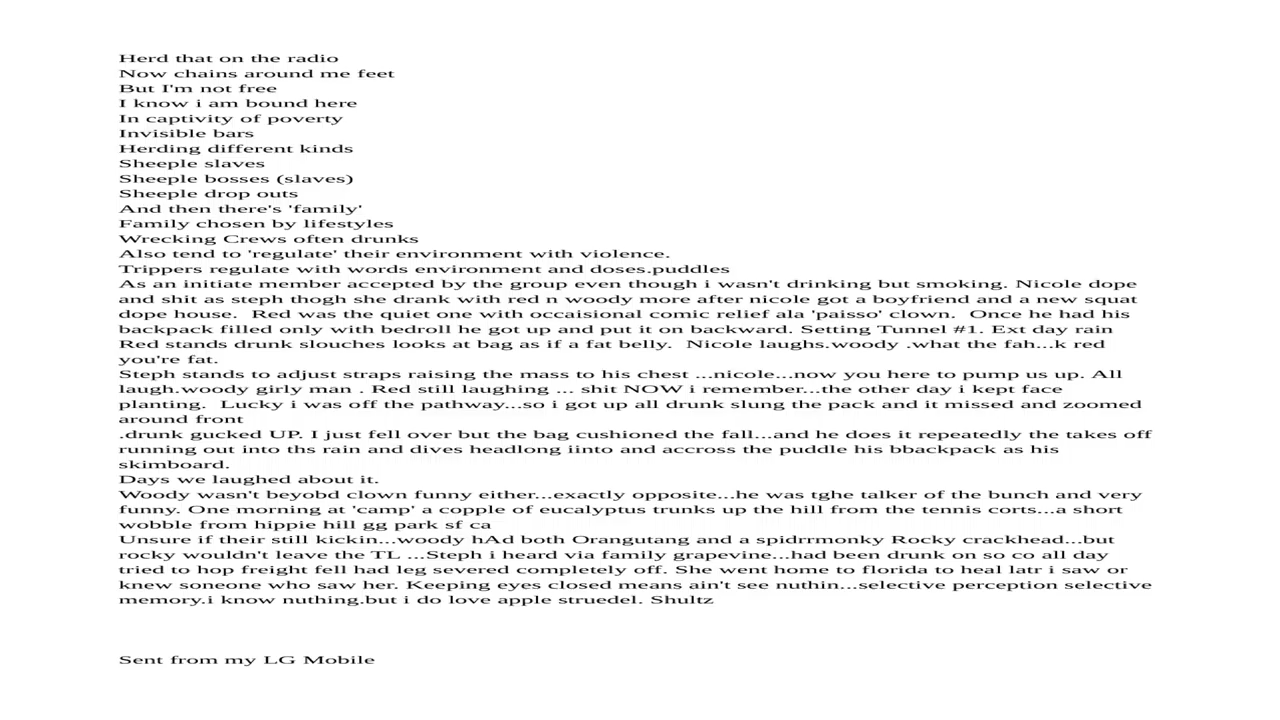 Herd that on the radio
Now chains around me feet
But I'm not free
I know i am bound here
In captivity of poverty
Invisible bars
Herding different kinds
Sheeple slaves
Sheeple bosses (slaves)
Sheeple drop outs
And then there's 'family'
Family chosen by lifestyles
Wrecking Crews often drunks
Also tend to 'regulate' their environment with violence.
Trippers regulate with words environment and doses.puddles
As an initiate member accepted by the group even though i wasn't drinking but smoking. Nicole dope
and shit as steph thogh she drank with red n woody more after nicole got a boyfriend and a new squat
dope house.  Red was the quiet one with occaisional comic relief ala 'paisso' clown.  Once he had his
backpack filled only with bedroll he got up and put it on backward. Setting Tunnel #1. Ext day rain
Red stands drunk slouches looks at bag as if a fat belly.  Nicole laughs.woody .what the fah...k red
you're fat.
Steph stands to adjust straps raising the mass to his chest ...nicole...now you here to pump us up. All
laugh.woody girly man . Red still laughing ... shit NOW i remember...the other day i kept face
planting.  Lucky i was off the pathway...so i got up all drunk slung the pack and it missed and zoomed
around front
.drunk gucked UP. I just fell over but the bag cushioned the fall...and he does it repeatedly the takes off
running out into ths rain and dives headlong iinto and accross the puddle his bbackpack as his
skimboard.
Days we laughed about it.
Woody wasn't beyobd clown funny either...exactly opposite...he was tghe talker of the bunch and very
funny. One morning at 'camp' a copple of eucalyptus trunks up the hill from the tennis corts...a short
wobble from hippie hill gg park sf ca
Unsure if their still kickin...woody hAd both Orangutang and a spidrrmonky Rocky crackhead...but
rocky wouldn't leave the TL ...Steph i heard via family grapevine...had been drunk on so co all day
tried to hop freight fell had leg severed completely off. She went home to florida to heal latr i saw or
knew soneone who saw her. Keeping eyes closed means ain't see nuthin...selective perception selective
memory.i know nuthing.but i do love apple struedel. Shultz
Sent from my LG Mobile